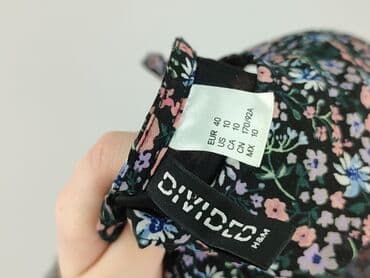 EUR 40
US 10
CA 10
CN 170/92A
MX 10
DIVIDED
H&M